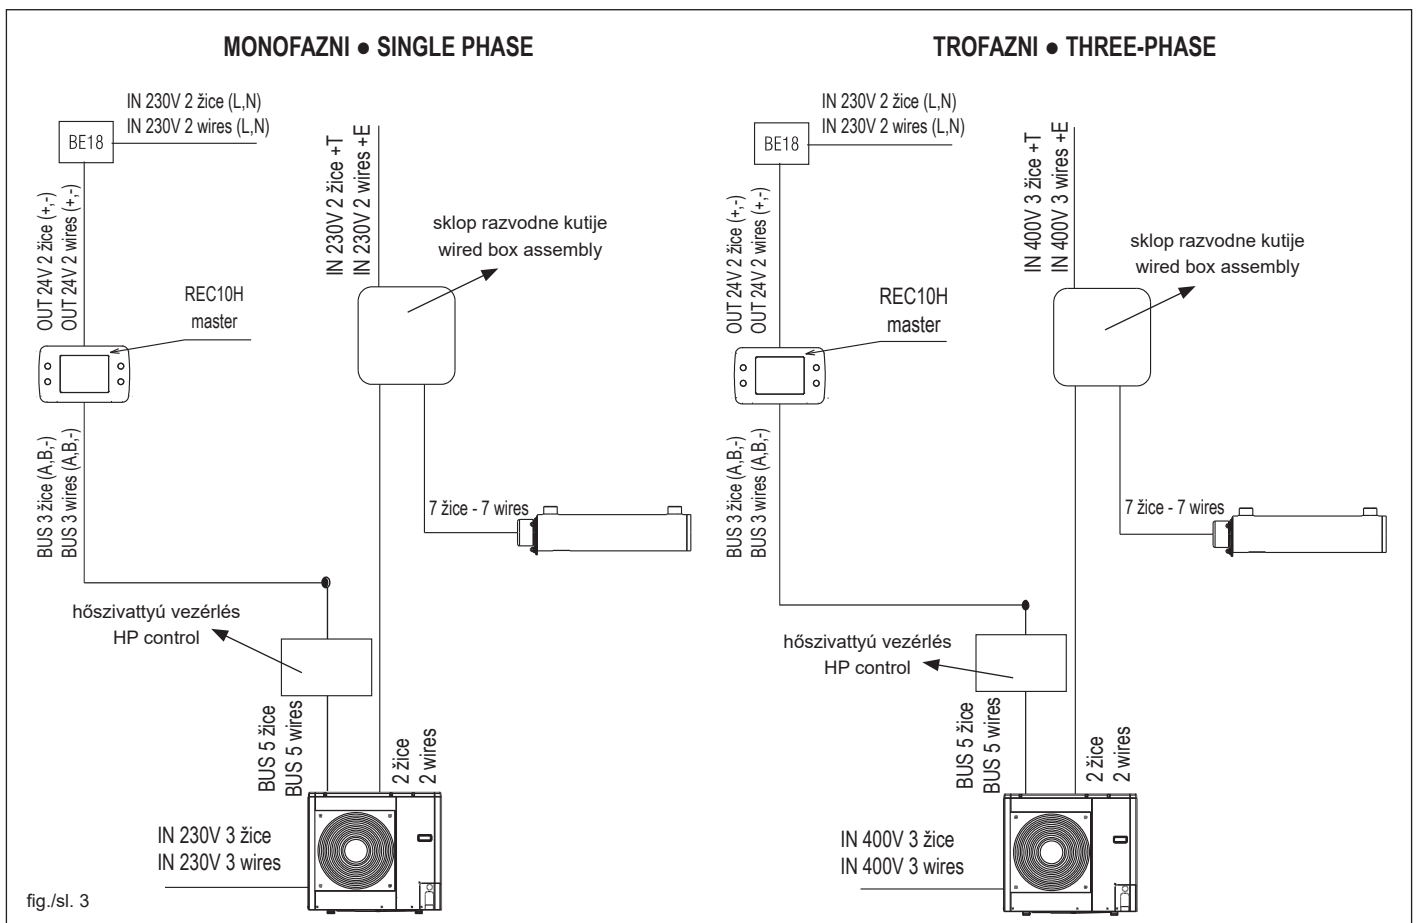 MONOFAZNI ● SINGLE PHASE
IN 230V 2 žice (L,N)
IN 230V 2 wires (L,N)
BE18
IN 230V 2 žice +T
IN 230V 2 wires +E
OUT 24V 2 žice (+,-)
OUT 24V 2 wires (+,-)
sklop razvodne kutije
wired box assembly
REC10H
master
BUS 3 žice (A,B,-)
BUS 3 wires (A,B,-)
7 žice - 7 wires
hőszivattyú vezérlés
HP control
BUS 5 žice
BUS 5 wires
2 žice
2 wires
IN 230V 3 žice
IN 230V 3 wires
fig./sl. 3
TROFAZNI ● THREE-PHASE
IN 230V 2 žice (L,N)
IN 230V 2 wires (L,N)
BE18
IN 400V 3 žice +T
IN 400V 3 wires +E
OUT 24V 2 žice (+,-)
OUT 24V 2 wires (+,-)
sklop razvodne kutije
wired box assembly
REC10H
master
BUS 3 žice (A,B,-)
BUS 3 wires (A,B,-)
7 žice - 7 wires
hőszivattyú vezérlés
HP control
BUS 5 žice
BUS 5 wires
2 žice
2 wires
IN 400V 3 žice
IN 400V 3 wires